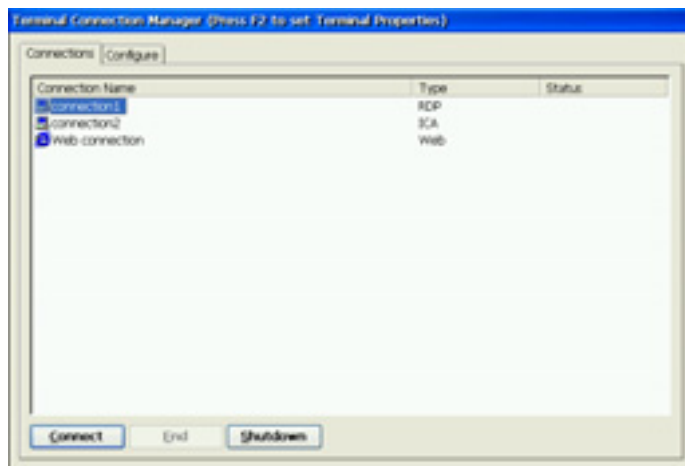 Terminal Connection Manager (Press F2 to set Terminal Properties)
Connections Configure
Connection Name Type Status
connection1 RDP
connection2 ICA
Web connection Web
Connect End Shutdown